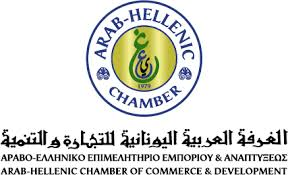 ARAB-HELLENIC
1979
CHAMBER
الغرفة العربية اليونانية للتجارة والتنمية
ΑΡΑΒΟ-ΕΛΛΗΝΙΚΟ ΕΠΙΜΕΛΗΤΗΡΙΟ ΕΜΠΟΡΙΟΥ & ΑΝΑΠΤΥΞΕΩΣ
ARAB-HELLENIC CHAMBER OF COMMERCE & DEVELOPMENT